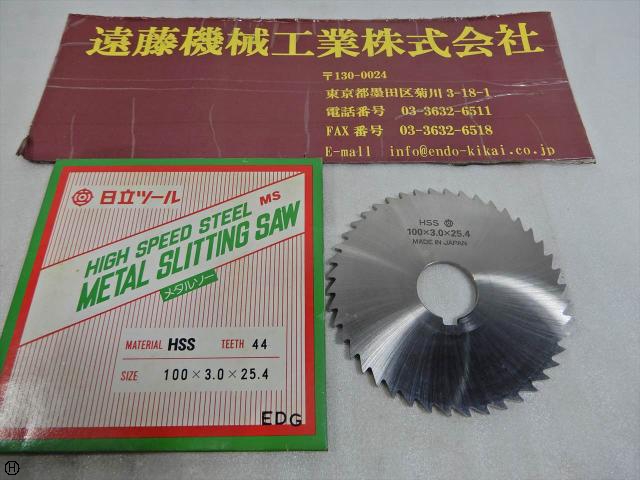 遠藤機械工業株式会社
〒130-0024
東京都墨田区菊川3-18-1
電話番号 03-3632-6511
FAX番号 03-3632-6518
E-mall info@endo-kikai.co.jp
日立ツール
HIGH SPEED STEEL MS
METAL SLITTING SAW
メタルソー
MATERIAL HSS TEETH 44
SIZE 100×3.0×25.4
EDG
HSS
100×3.0×25.4
MADE IN JAPAN
H